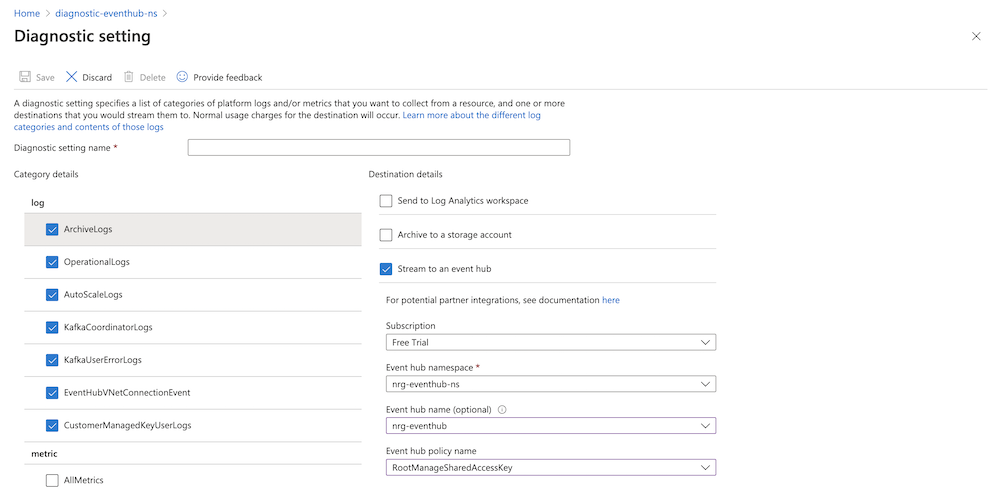 Home > diagnostic-eventhub-ns >
Diagnostic setting
Save Discard Delete Provide feedback
A diagnostic setting specifies a list of categories of platform logs and/or metrics that you want to collect from a resource, and one or more
destinations that you would stream them to. Normal usage charges for the destination will occur. Learn more about the different log
categories and contents of those logs
Diagnostic setting name *
Category details
log
ArchiveLogs
OperationalLogs
AutoScaleLogs
KafkaCoordinatorLogs
KafkaUserErrorLogs
EventHubVNetConnectionEvent
CustomerManagedKeyUserLogs
metric
AllMetrics
Destination details
Send to Log Analytics workspace
Archive to a storage account
Stream to an event hub
For potential partner integrations, see documentation here
Subscription
Free Trial
Event hub namespace *
nrg-eventhub-ns
Event hub name (optional)
nrg-eventhub
Event hub policy name
RootManageSharedAccessKey